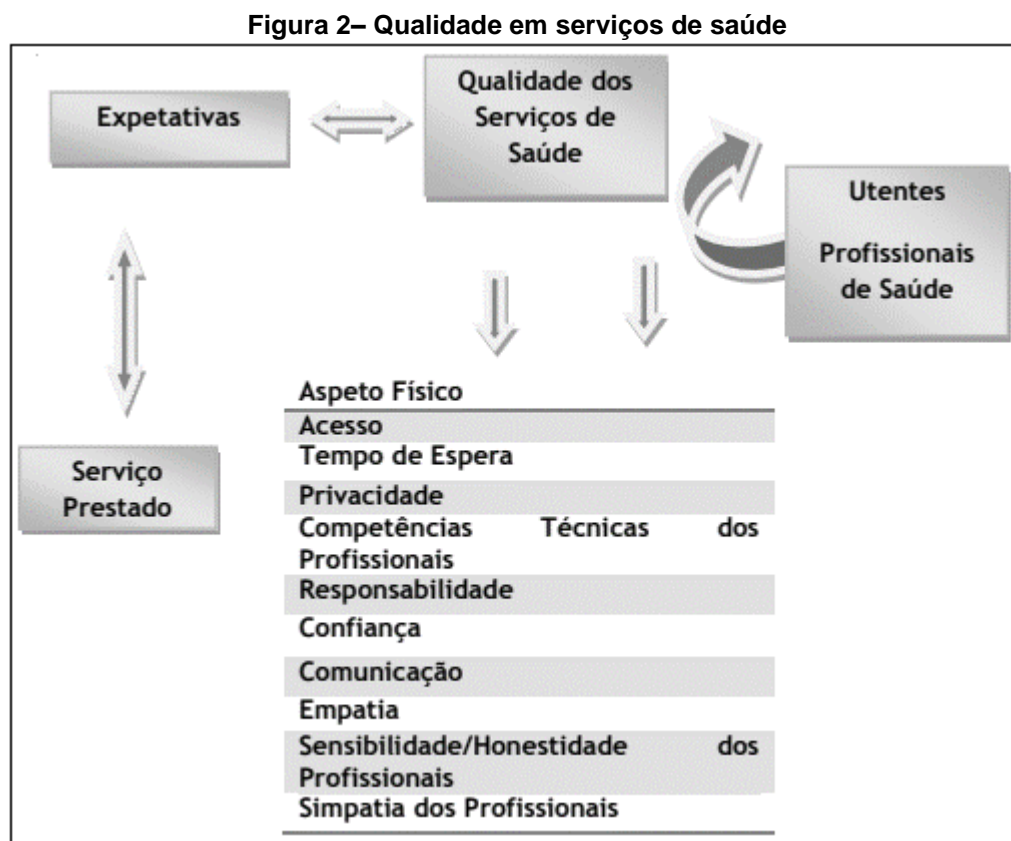 Figura 2– Qualidade em serviços de saúde
Expetativas
Qualidade dos
Serviços de
Saúde
Utentes
Profissionais
de Saúde
Serviço
Prestado
Aspeto Físico
Acesso
Tempo de Espera
Privacidade
Competências Técnicas dos
Profissionais
Responsabilidade
Confiança
Comunicação
Empatia
Sensibilidade/Honestidade dos
Profissionais
Simpatia dos Profissionais